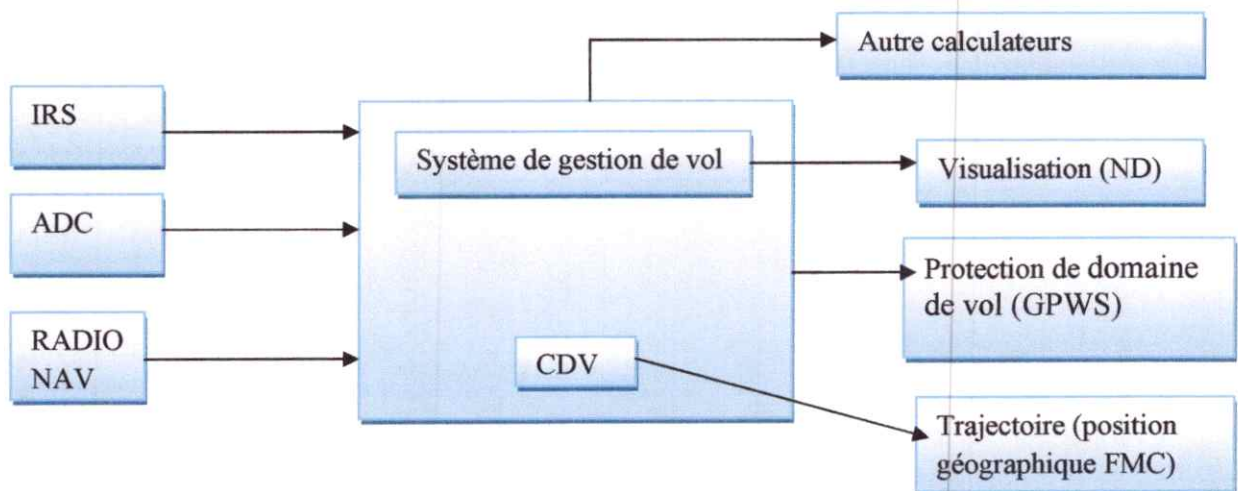 Autre calculateurs
IRS
Système de gestion de vol
Visualisation (ND)
ADC
Protection de domaine
de vol (GPWS)
RADIO
NAV
CDV
Trajectoire (position
géographique FMC)